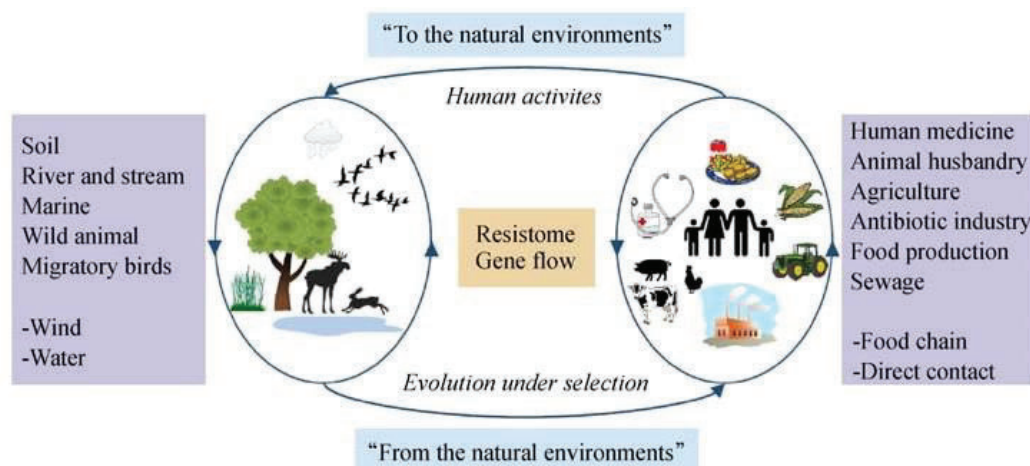 “To the natural environments”
Human activites
Soil
River and stream
Marine
Wild animal
Migratory birds
-Wind
-Water
Resistome
Gene flow
Human medicine
Animal husbandry
Agriculture
Antibiotic industry
Food production
Sewage
-Food chain
-Direct contact
Evolution under selection
“From the natural environments”